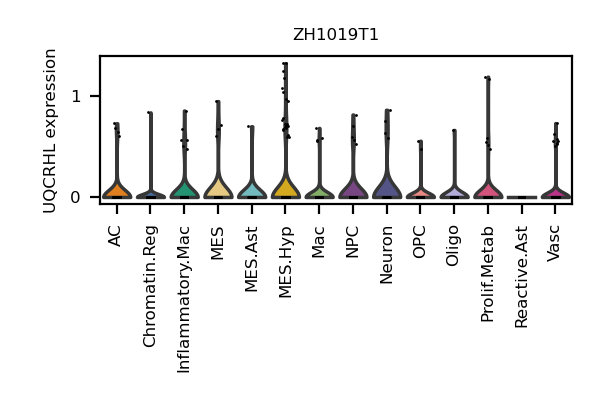 ZH1019T1
UQCRHL expression
1
0
AC
Chromatin.Reg
Inflammatory.Mac
MES
MES.Ast
MES.Hyp
Mac
NPC
Neuron
OPC
Oligo
Prolif.Metab
Reactive.Ast
Vasc